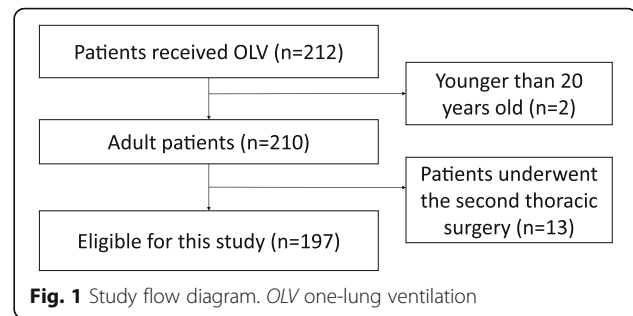 Patients received OLV (n=212)
Younger than 20
years old (n=2)
Adult patients (n=210)
Patients underwent
the second thoracic
surgery (n=13)
Eligible for this study (n=197)
Fig. 1 Study flow diagram. OLV one-lung ventilation